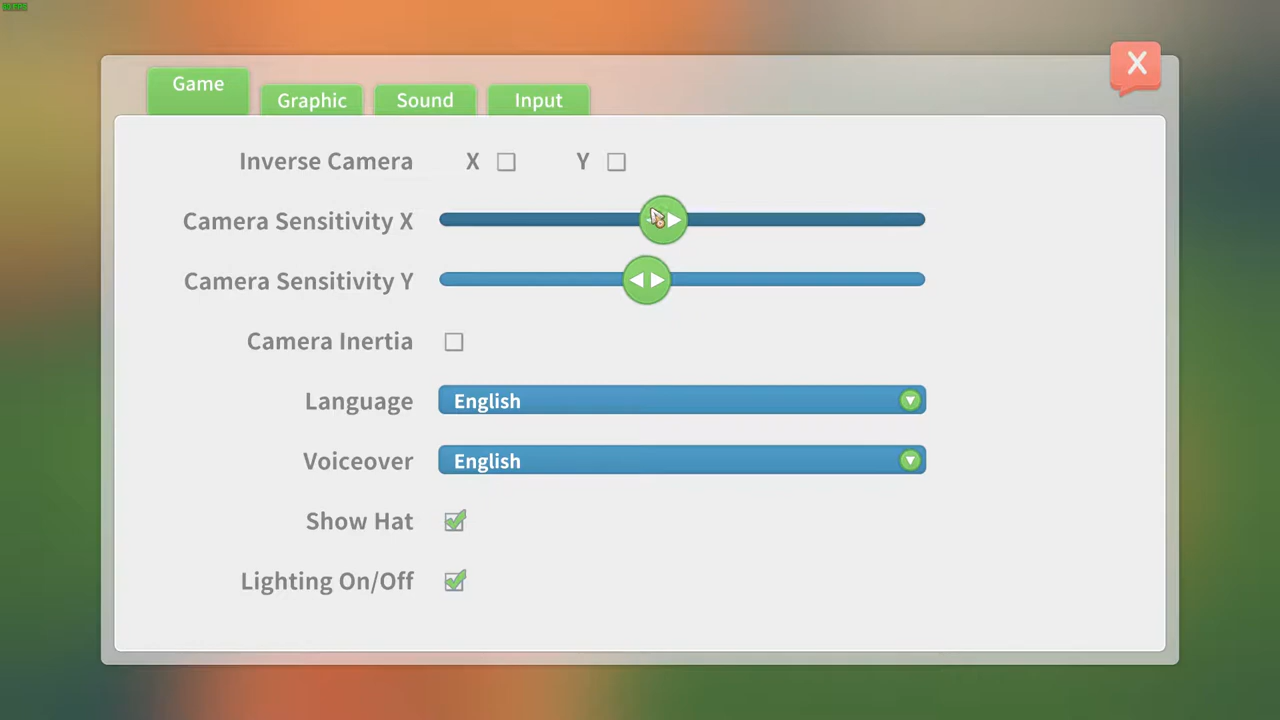 Game
Graphic
Sound
Input
X
Inverse Camera X Y
Camera Sensitivity X
Camera Sensitivity Y
Camera Inertia
Language English
Voiceover English
Show Hat
Lighting On/Off